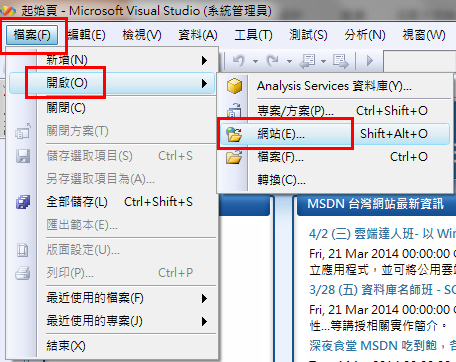 起始頁 - Microsoft Visual Studio (系統管理員)
檔案(F) 編輯(E) 檢視(V) 資料(A) 工具(T) 測試(S) 分析(N) 視窗(W)
新增(N)
開啟(O)
關閉(C)
關閉方案(T)
儲存選取項目(S) Ctrl+S
另存選取項目為(A)...
全部儲存(L) Ctrl+Shift+S
匯出範本(E)...
版面設定(U)...
列印(P)... Ctrl+P
最近使用的檔案(F)
最近使用的專案(J)
結束(X)
Analysis Services 資料庫(Y)...
專案/方案(P)... Ctrl+Shift+O
網站(E)... Shift+Alt+O
檔案(F)... Ctrl+O
轉換(C)...
MSDN 台灣網站最新資訊
4/2 (三) 雲端達人班- 以 Win
Fri, 21 Mar 2014 00:00:00 G
立應用程式，並可將公用雲端
3/28 (五) 資料庫名師班 - SQ
Fri, 21 Mar 2014 00:00:00 G
性...等講授相關實作簡介。
深夜食堂 MSDN 吃到飽，各